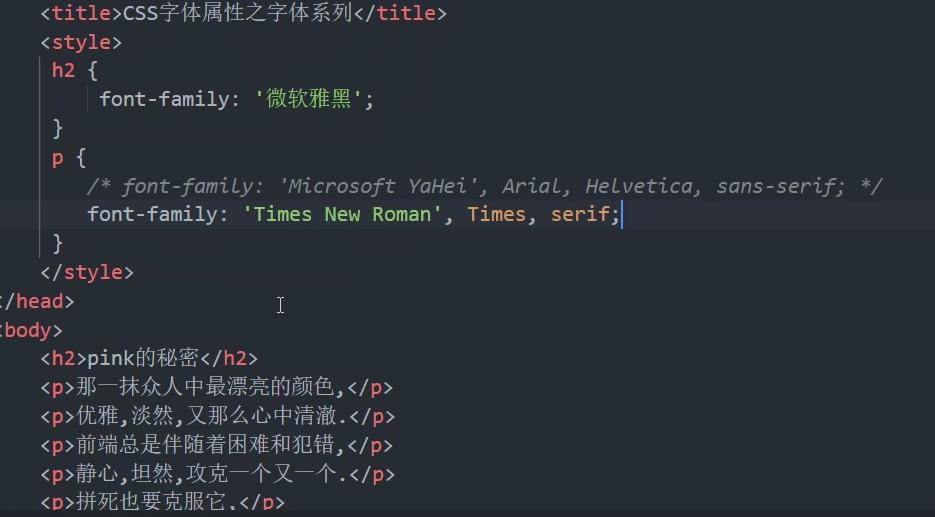 <title>CSS字体属性之字体系列</title>
<style>
h2 {
font-family: '微软雅黑';
}
p {
/* font-family: 'Microsoft YaHei', Arial, Helvetica, sans-serif; */
font-family: 'Times New Roman', Times, serif;
}
</style>
</head>
<body>
<h2>pink的秘密</h2>
<p>那一抹众人中最漂亮的颜色,</p>
<p>优雅,淡然,又那么心中清澈.</p>
<p>前端总是伴随着困难和犯错,</p>
<p>静心,坦然,攻克一个又一个.</p>
<p>拼死也要克服它,</p>